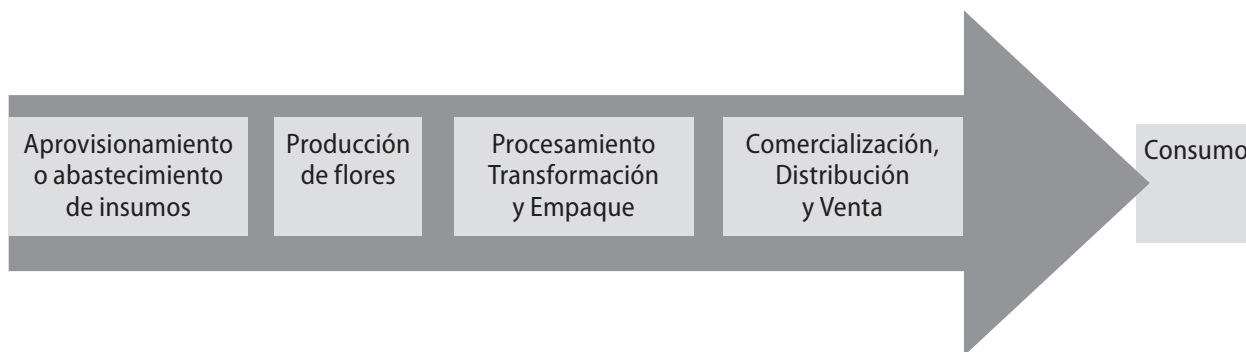 Aprovisionamiento
o abastecimiento
de insumos
Producción
de flores
Procesamiento
Transformación
y Empaque
Comercialización,
Distribución
y Venta
Consumo